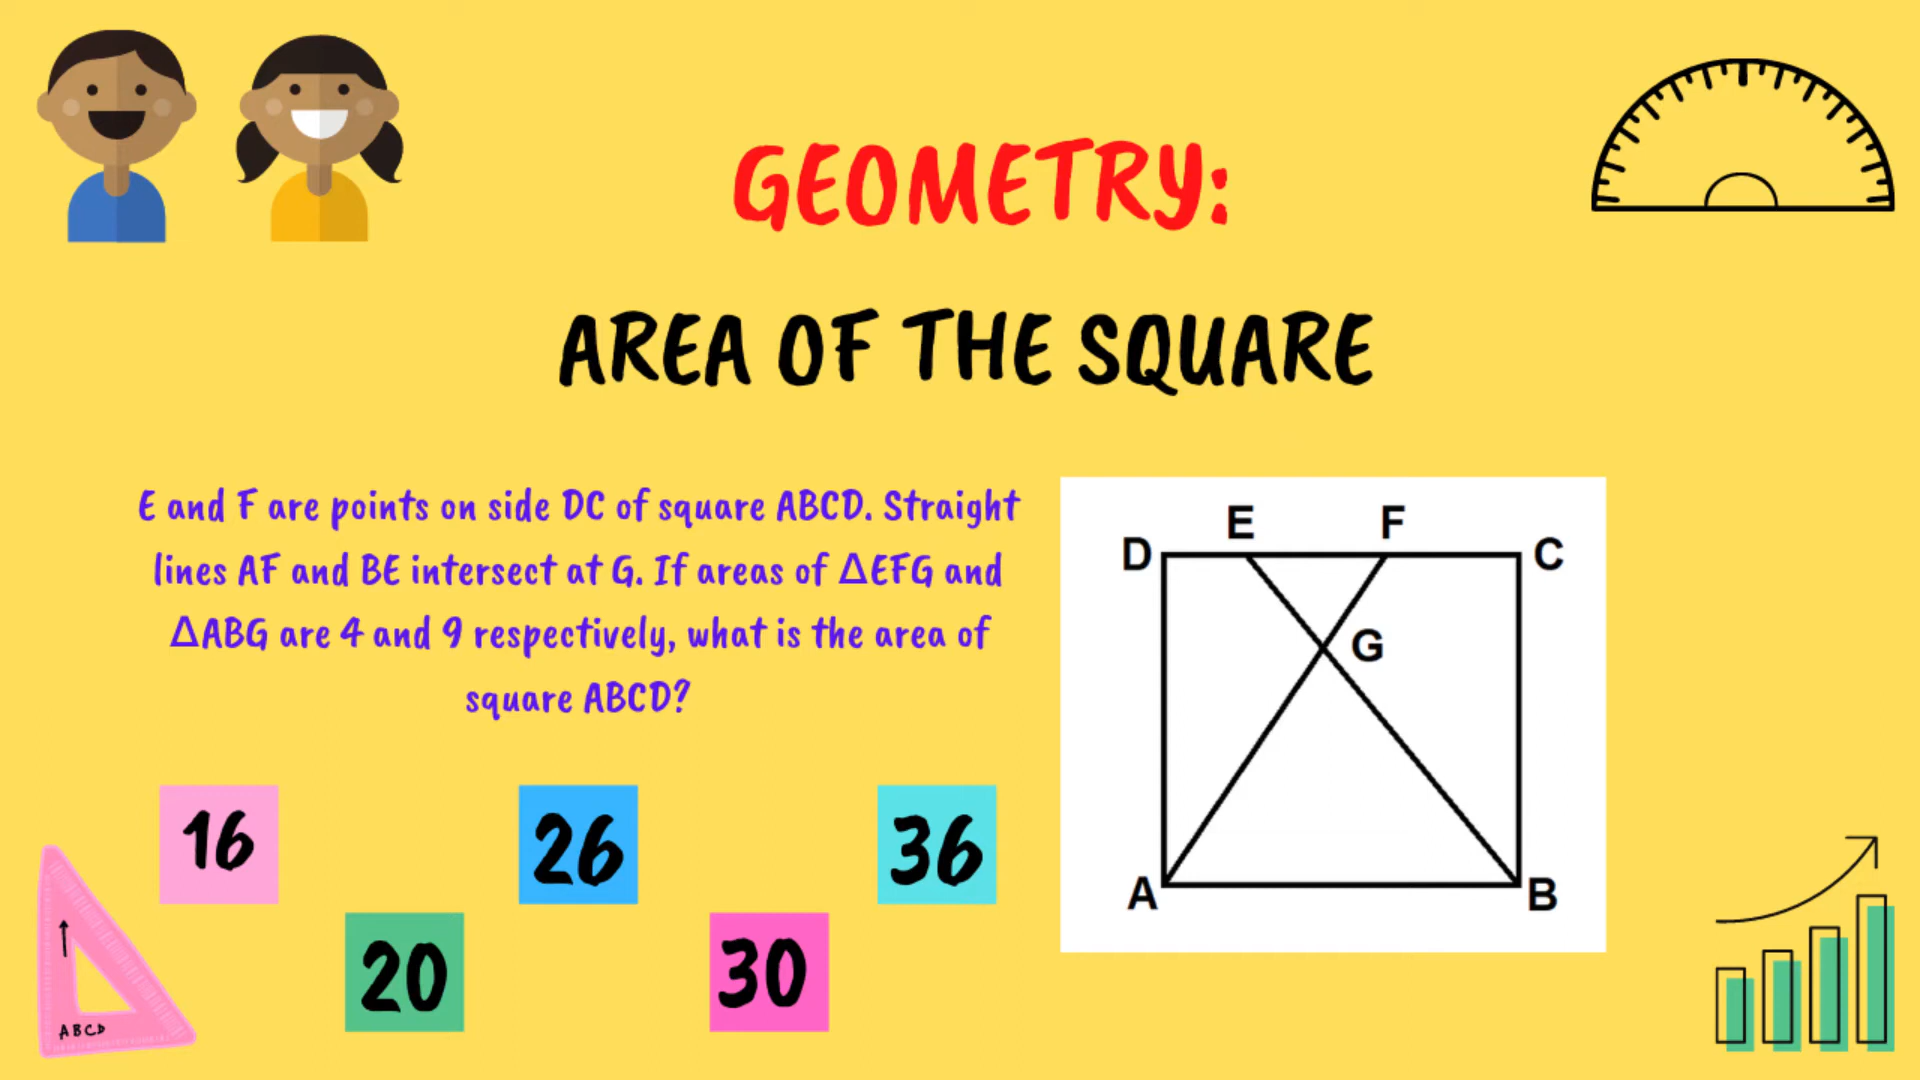 GEOMETRY:
AREA OF THE SQUARE
E and F are points on side DC of square ABCD. Straight
lines AF and BE intersect at G. If areas of ΔEFG and
ΔABG are 4 and 9 respectively, what is the area of
square ABCD?
16
26
36
20
30
E F
D C
G
A B
ABCD